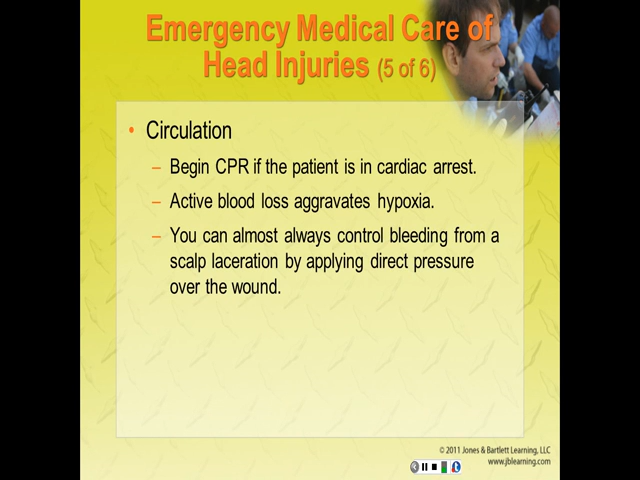 Emergency Medical Care of
Head Injuries (5 of 6)
• Circulation
– Begin CPR if the patient is in cardiac arrest.
– Active blood loss aggravates hypoxia.
– You can almost always control bleeding from a
scalp laceration by applying direct pressure
over the wound.
© 2011 Jones & Bartlett Learning, LLC
www.jblearning.com